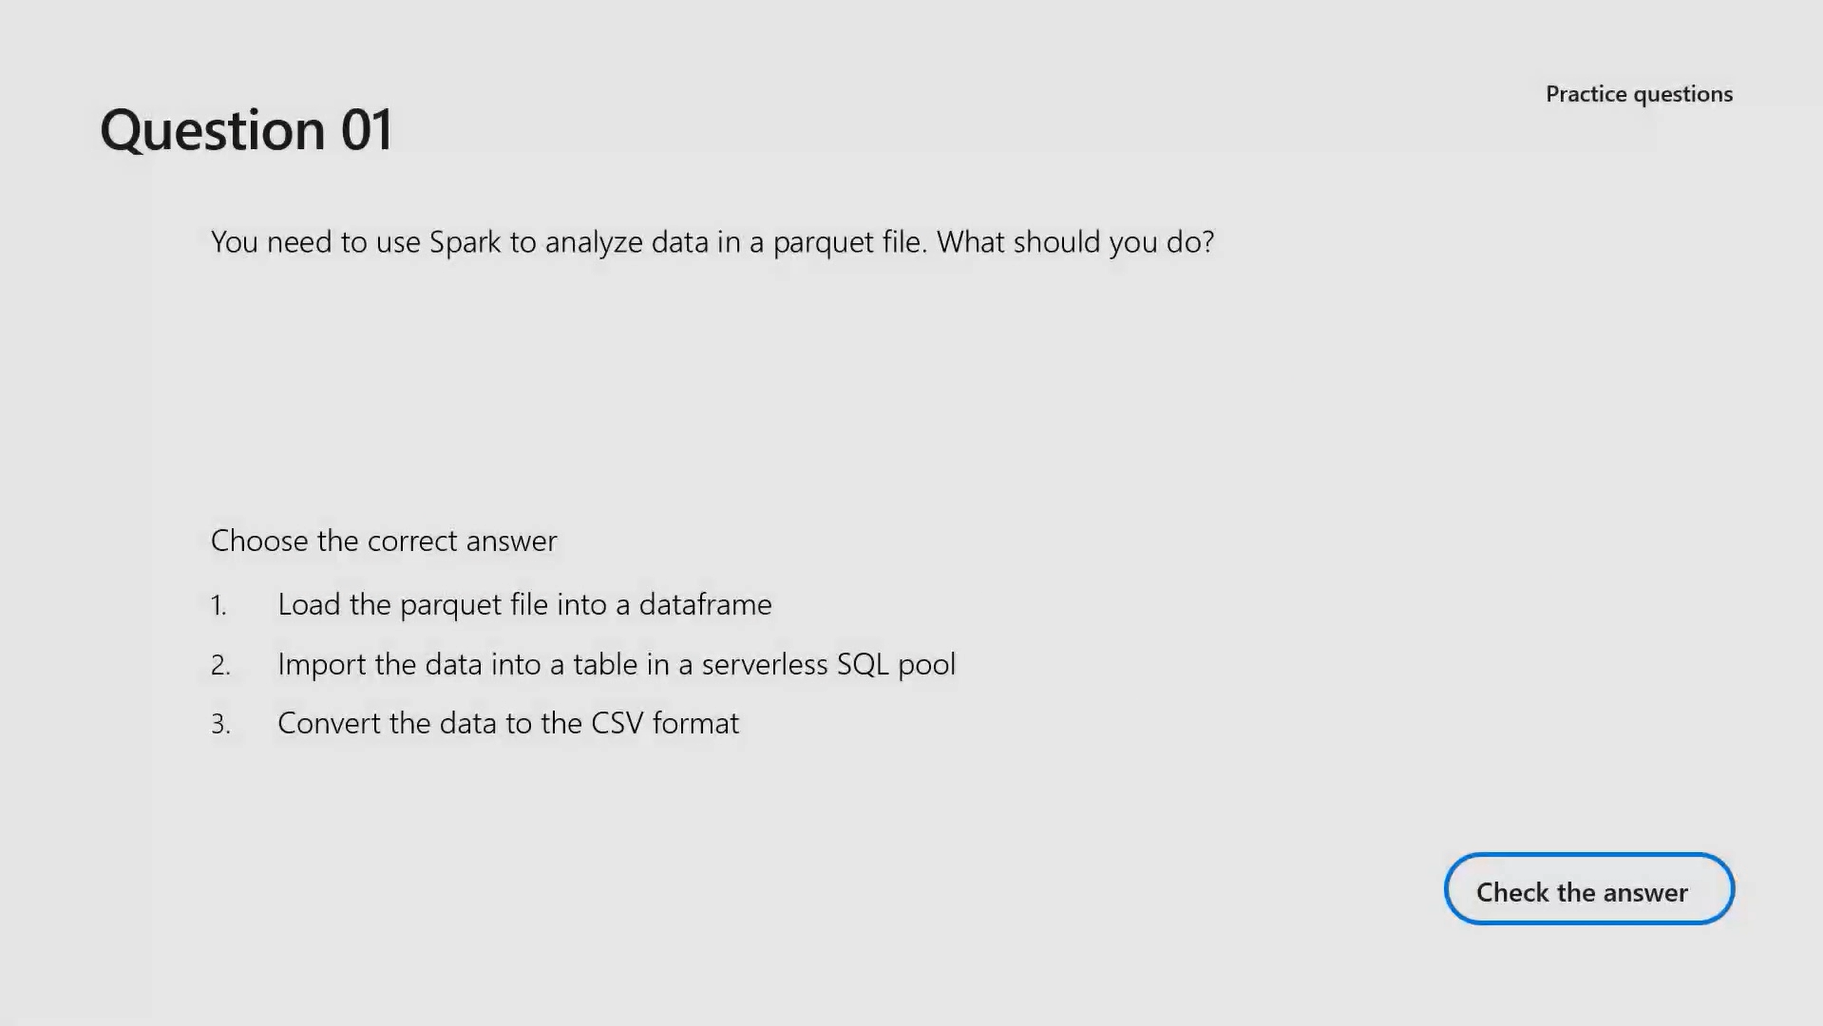 Practice questions
Question 01
You need to use Spark to analyze data in a parquet file. What should you do?
Choose the correct answer
1. Load the parquet file into a dataframe
2. Import the data into a table in a serverless SQL pool
3. Convert the data to the CSV format
Check the answer